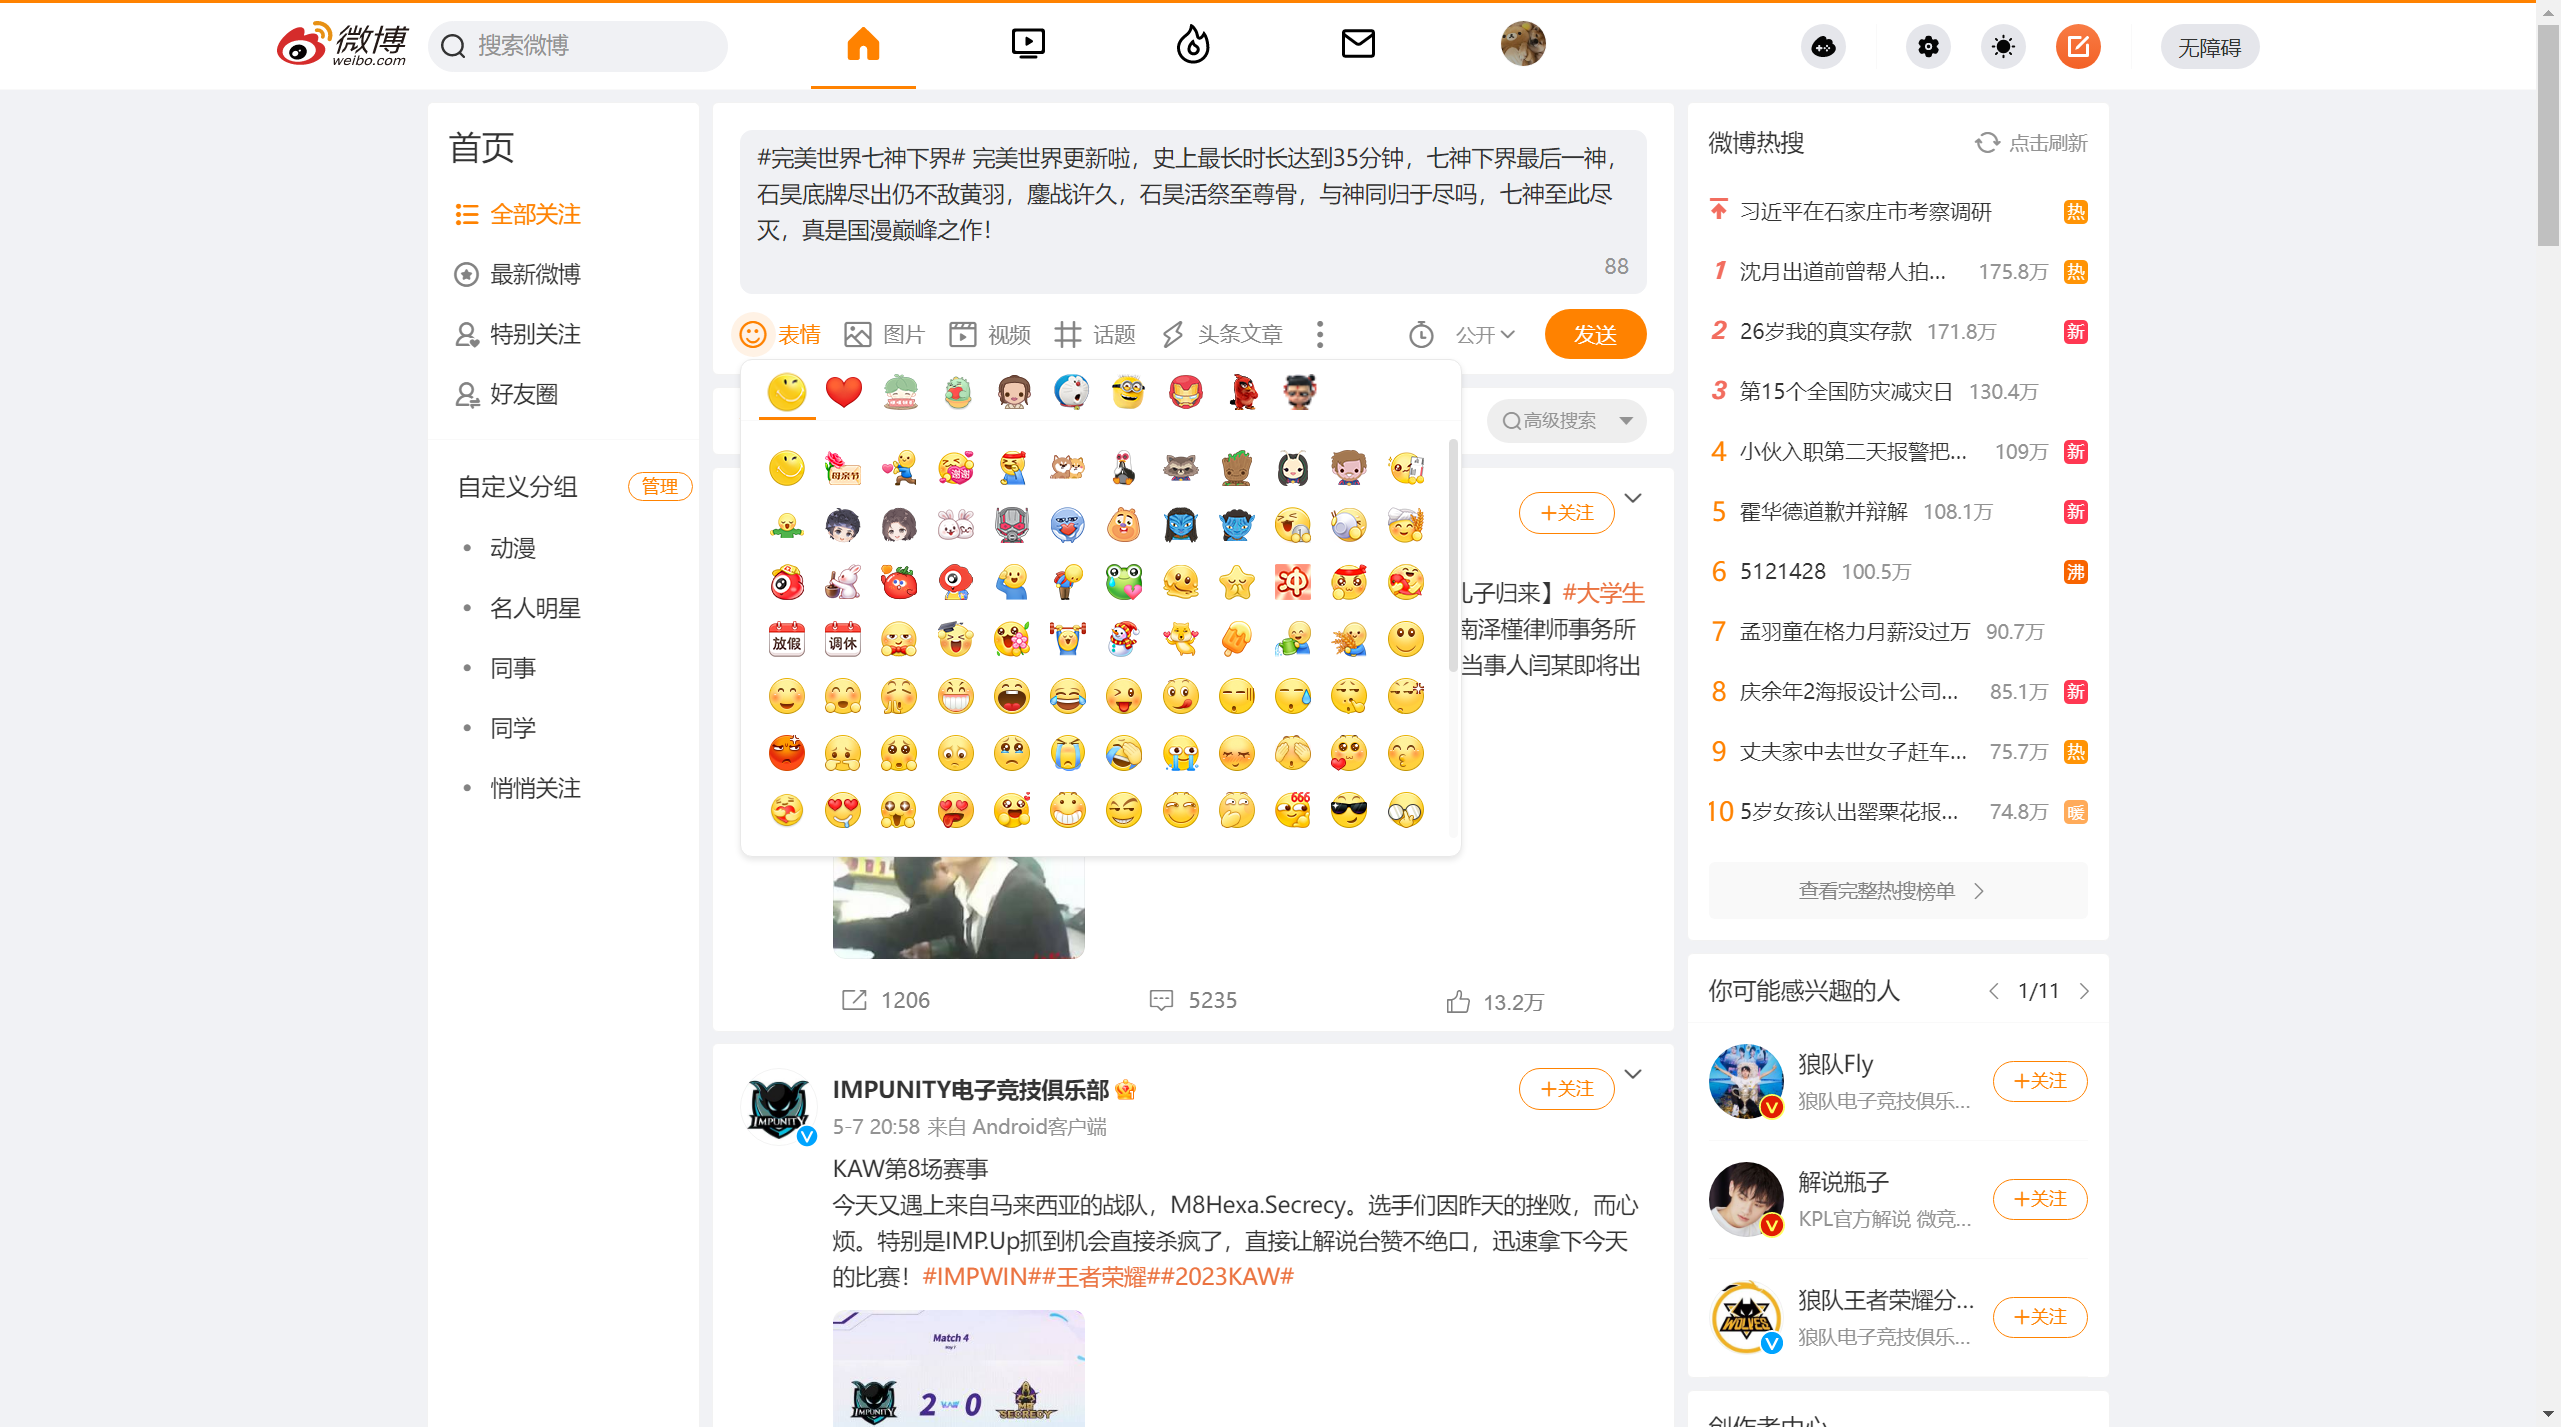 微博
weibo.com
搜索微博
无障碍
首页
全部关注
最新微博
特别关注
好友圈
自定义分组
管理
动漫
名人明星
同事
同学
悄悄关注
#完美世界七神下界# 完美世界更新啦，史上最长时长达到35分钟，七神下界最后一神，
石昊底牌尽出仍不敌黄羽，鏖战许久，石昊活祭至尊骨，与神同归于尽吗，七神至此尽
灭，真是国漫巅峰之作！
88
表情
图片
视频
话题
头条文章
公开
发送
高级搜索
母亲节
谢谢
冲
放假
调休
666
+关注
儿子归来】#大学生
南泽槿律师事务所
当事人闫某即将出
1206
5235
13.2万
IMPUNITY电子竞技俱乐部
+关注
5-7 20:58 来自 Android客户端
KAW第8场赛事
今天又遇上来自马来西亚的战队，M8Hexa.Secrecy。选手们因昨天的挫败，而心
烦。特别是IMP.Up抓到机会直接杀疯了，直接让解说台赞不绝口，迅速拿下今天
的比赛！#IMPWIN##王者荣耀##2023KAW#
IMPUNITY
Match 4
May 7
IMPUNITY
2 KAW 0
M8 SECRECY
微博热搜
点击刷新
习近平在石家庄市考察调研 热
1 沈月出道前曾帮人拍... 175.8万 热
2 26岁我的真实存款 171.8万 新
3 第15个全国防灾减灾日 130.4万
4 小伙入职第二天报警把... 109万 新
5 霍华德道歉并辩解 108.1万 新
6 5121428 100.5万 沸
7 孟羽童在格力月薪没过万 90.7万
8 庆余年2海报设计公司... 85.1万 新
9 丈夫家中去世女子赶车... 75.7万 热
10 5岁女孩认出罂粟花报... 74.8万 暖
查看完整热搜榜单
你可能感兴趣的人
1/11
狼队Fly
狼队电子竞技俱乐...
+关注
解说瓶子
KPL官方解说 微竞...
+关注
狼队王者荣耀分...
狼队电子竞技俱乐...
+关注
WOLVES
创作者中心